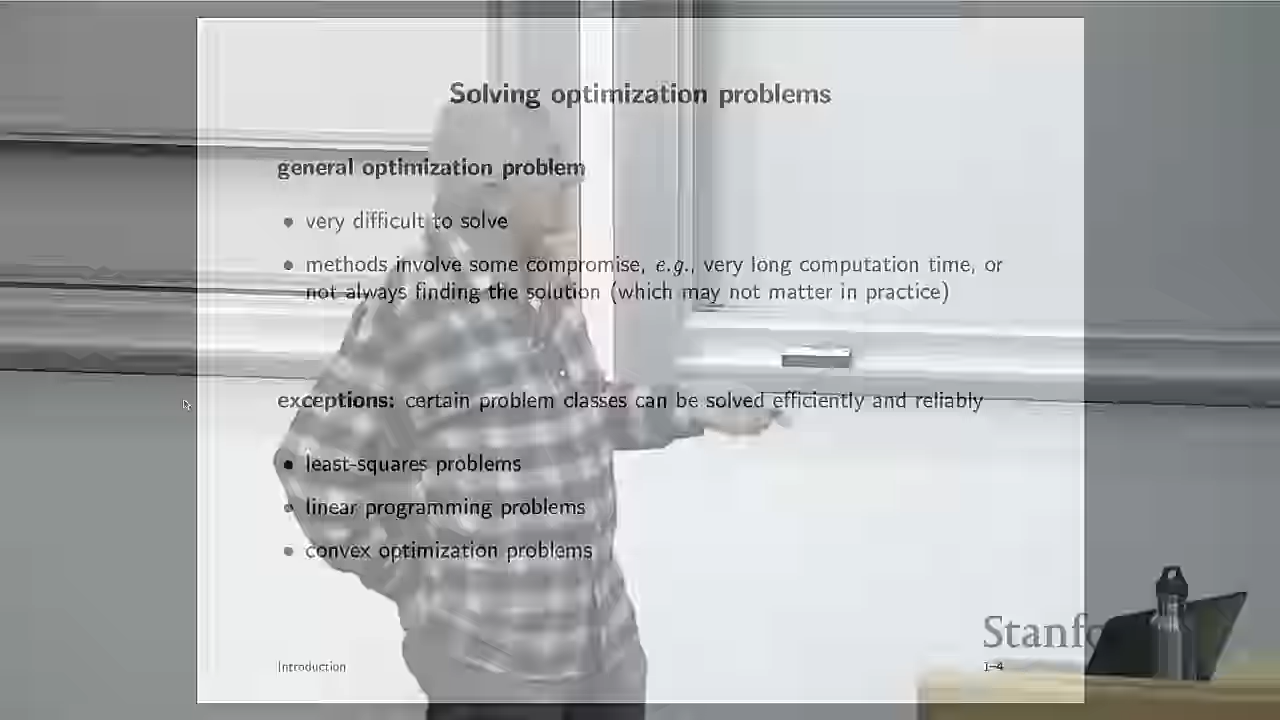 Solving optimization problems
general optimization problem
• very difficult to solve
• methods involve some compromise, e.g., very long computation time, or
not always finding the solution (which may not matter in practice)
exceptions: certain problem classes can be solved efficiently and reliably
• least-squares problems
• linear programming problems
• convex optimization problems
Stanfo
Introduction
1–4